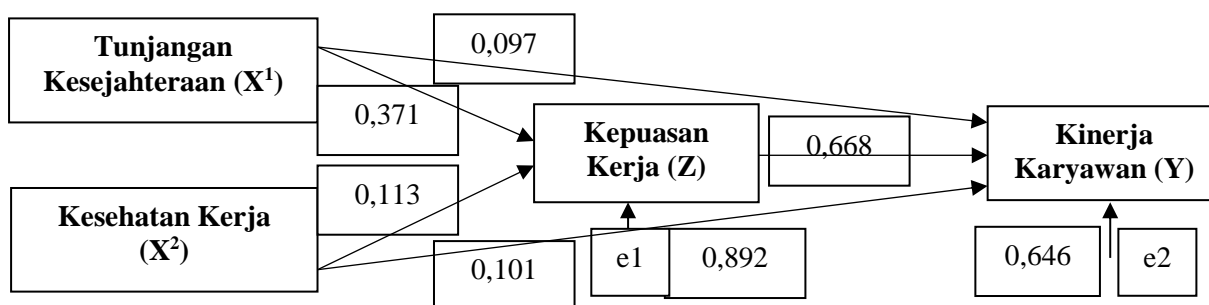 Tunjangan
Kesejahteraan (X¹)
0,097
0,371
Kepuasan
Kerja (Z)
0,668
Kinerja
Karyawan (Y)
Kesehatan Kerja
(X²)
0,113
0,101
e1
0,892
0,646
e2